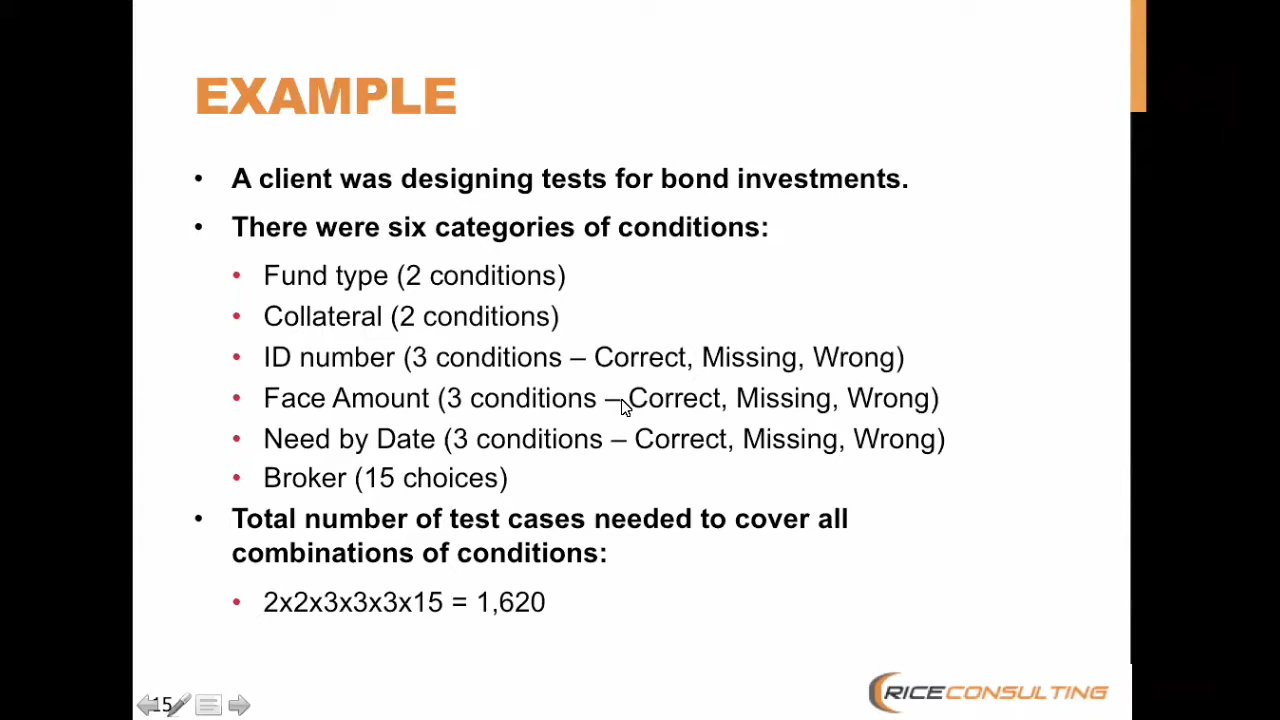 EXAMPLE
• A client was designing tests for bond investments.
• There were six categories of conditions:
• Fund type (2 conditions)
• Collateral (2 conditions)
• ID number (3 conditions – Correct, Missing, Wrong)
• Face Amount (3 conditions – Correct, Missing, Wrong)
• Need by Date (3 conditions – Correct, Missing, Wrong)
• Broker (15 choices)
• Total number of test cases needed to cover all
combinations of conditions:
• 2x2x3x3x3x15 = 1,620
15
RICECONSULTING